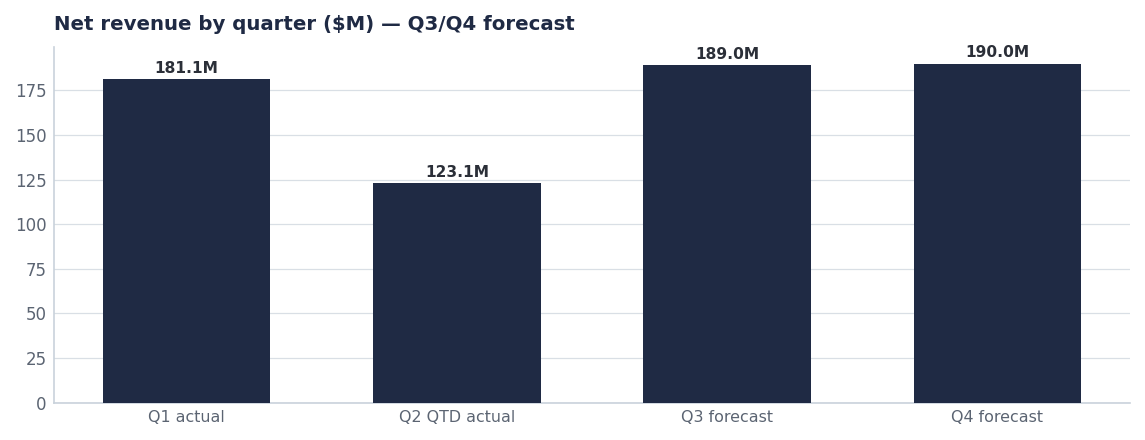 Net revenue by quarter ($M) — Q3/Q4 forecast
181.1M
123.1M
189.0M
190.0M
175
150
125
100
75
50
25
0
Q1 actual
Q2 QTD actual
Q3 forecast
Q4 forecast